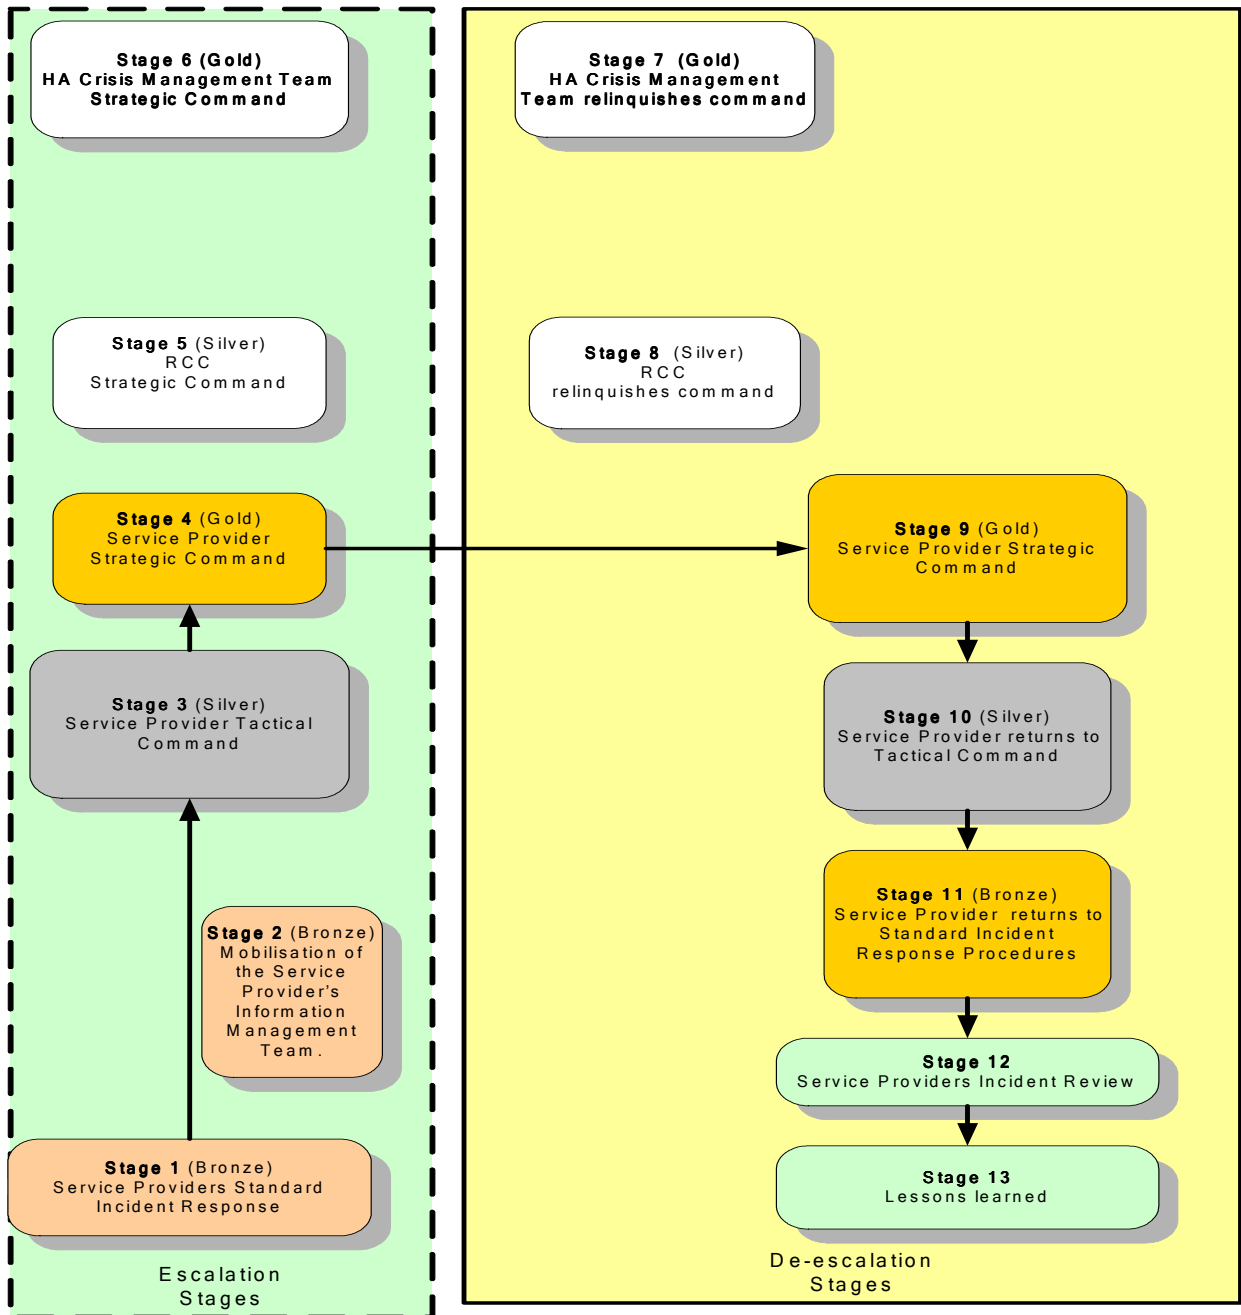 Stage 6 (Gold)
HA Crisis Management Team
Strategic Command
Stage 7 (Gold)
HA Crisis Management
Team relinquishes command
Stage 5 (Silver)
RCC
Strategic Command
Stage 8 (Silver)
RCC
relinquishes command
Stage 4 (Gold)
Service Provider
Strategic Command
Stage 9 (Gold)
Service Provider Strategic
Command
Stage 3 (Silver)
Service Provider Tactical
Command
Stage 10 (Silver)
Service Provider returns to
Tactical Command
Stage 2 (Bronze)
Mobilisation of
the Service
Provider's
Information
Management
Team.
Stage 11 (Bronze)
Service Provider returns to
Standard Incident
Response Procedures
Stage 12
Service Providers Incident Review
Stage 1 (Bronze)
Service Providers Standard
Incident Response
Stage 13
Lessons learned
Escalation
Stages
De-escalation
Stages